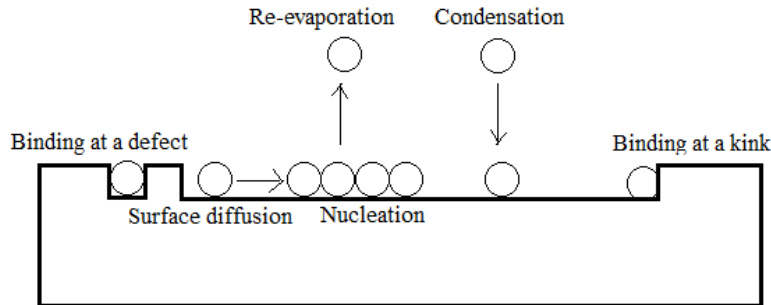 Re-evaporation
Condensation
Binding at a defect
Binding at a kink
Surface diffusion
Nucleation